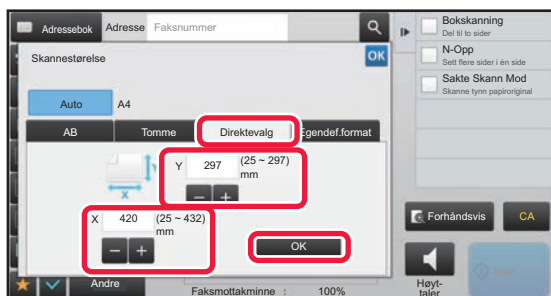 Adressebok Adresse Faksnummer
Skannestørelse OK
Auto A4
AB Tomme Direktevalg Egendef.format
Y 297 (25 ~ 297)
mm
Y
X
X 420 (25 ~ 432)
mm
OK
Andre
Faksmottakminne : 100%
Bokskanning
Del til to sider
N-Opp
Sett flere sider i én side
Sakte Skann Mod
Skanne tynn papiroriginal
Forhåndsvis CA
Høyt-
taler
Start